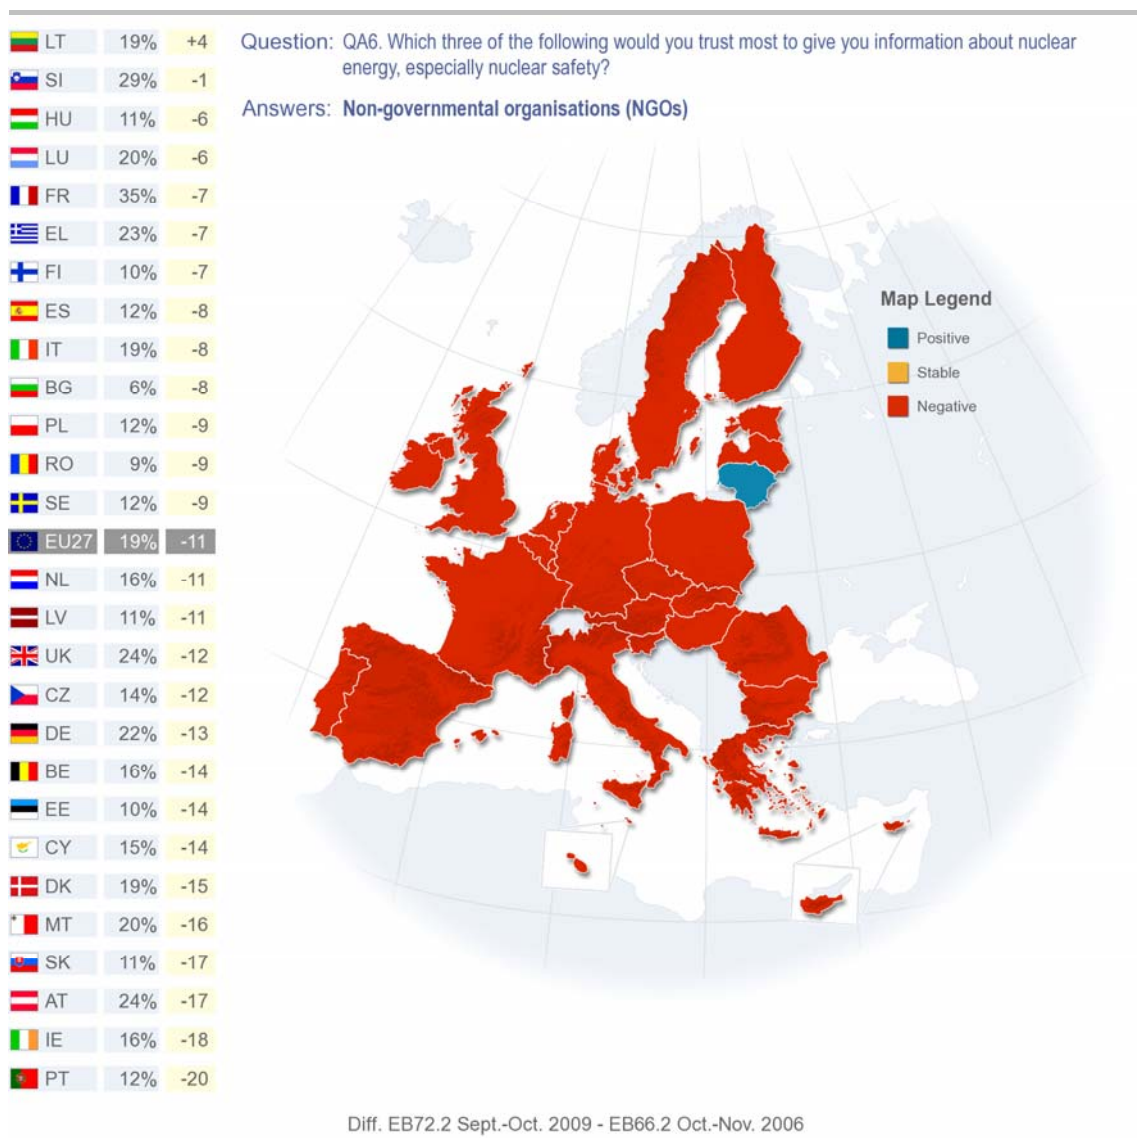 LT 19% +4
SI 29% -1
HU 11% -6
LU 20% -6
FR 35% -7
EL 23% -7
FI 10% -7
ES 12% -8
IT 19% -8
BG 6% -8
PL 12% -9
RO 9% -9
SE 12% -9
EU27 19% -11
NL 16% -11
LV 11% -11
UK 24% -12
CZ 14% -12
DE 22% -13
BE 16% -14
EE 10% -14
CY 15% -14
DK 19% -15
MT 20% -16
SK 11% -17
AT 24% -17
IE 16% -18
PT 12% -20
Question: QA6. Which three of the following would you trust most to give you information about nuclear
energy, especially nuclear safety?
Answers: Non-governmental organisations (NGOs)
Map Legend
Positive
Stable
Negative
Diff. EB72.2 Sept.-Oct. 2009 - EB66.2 Oct.-Nov. 2006